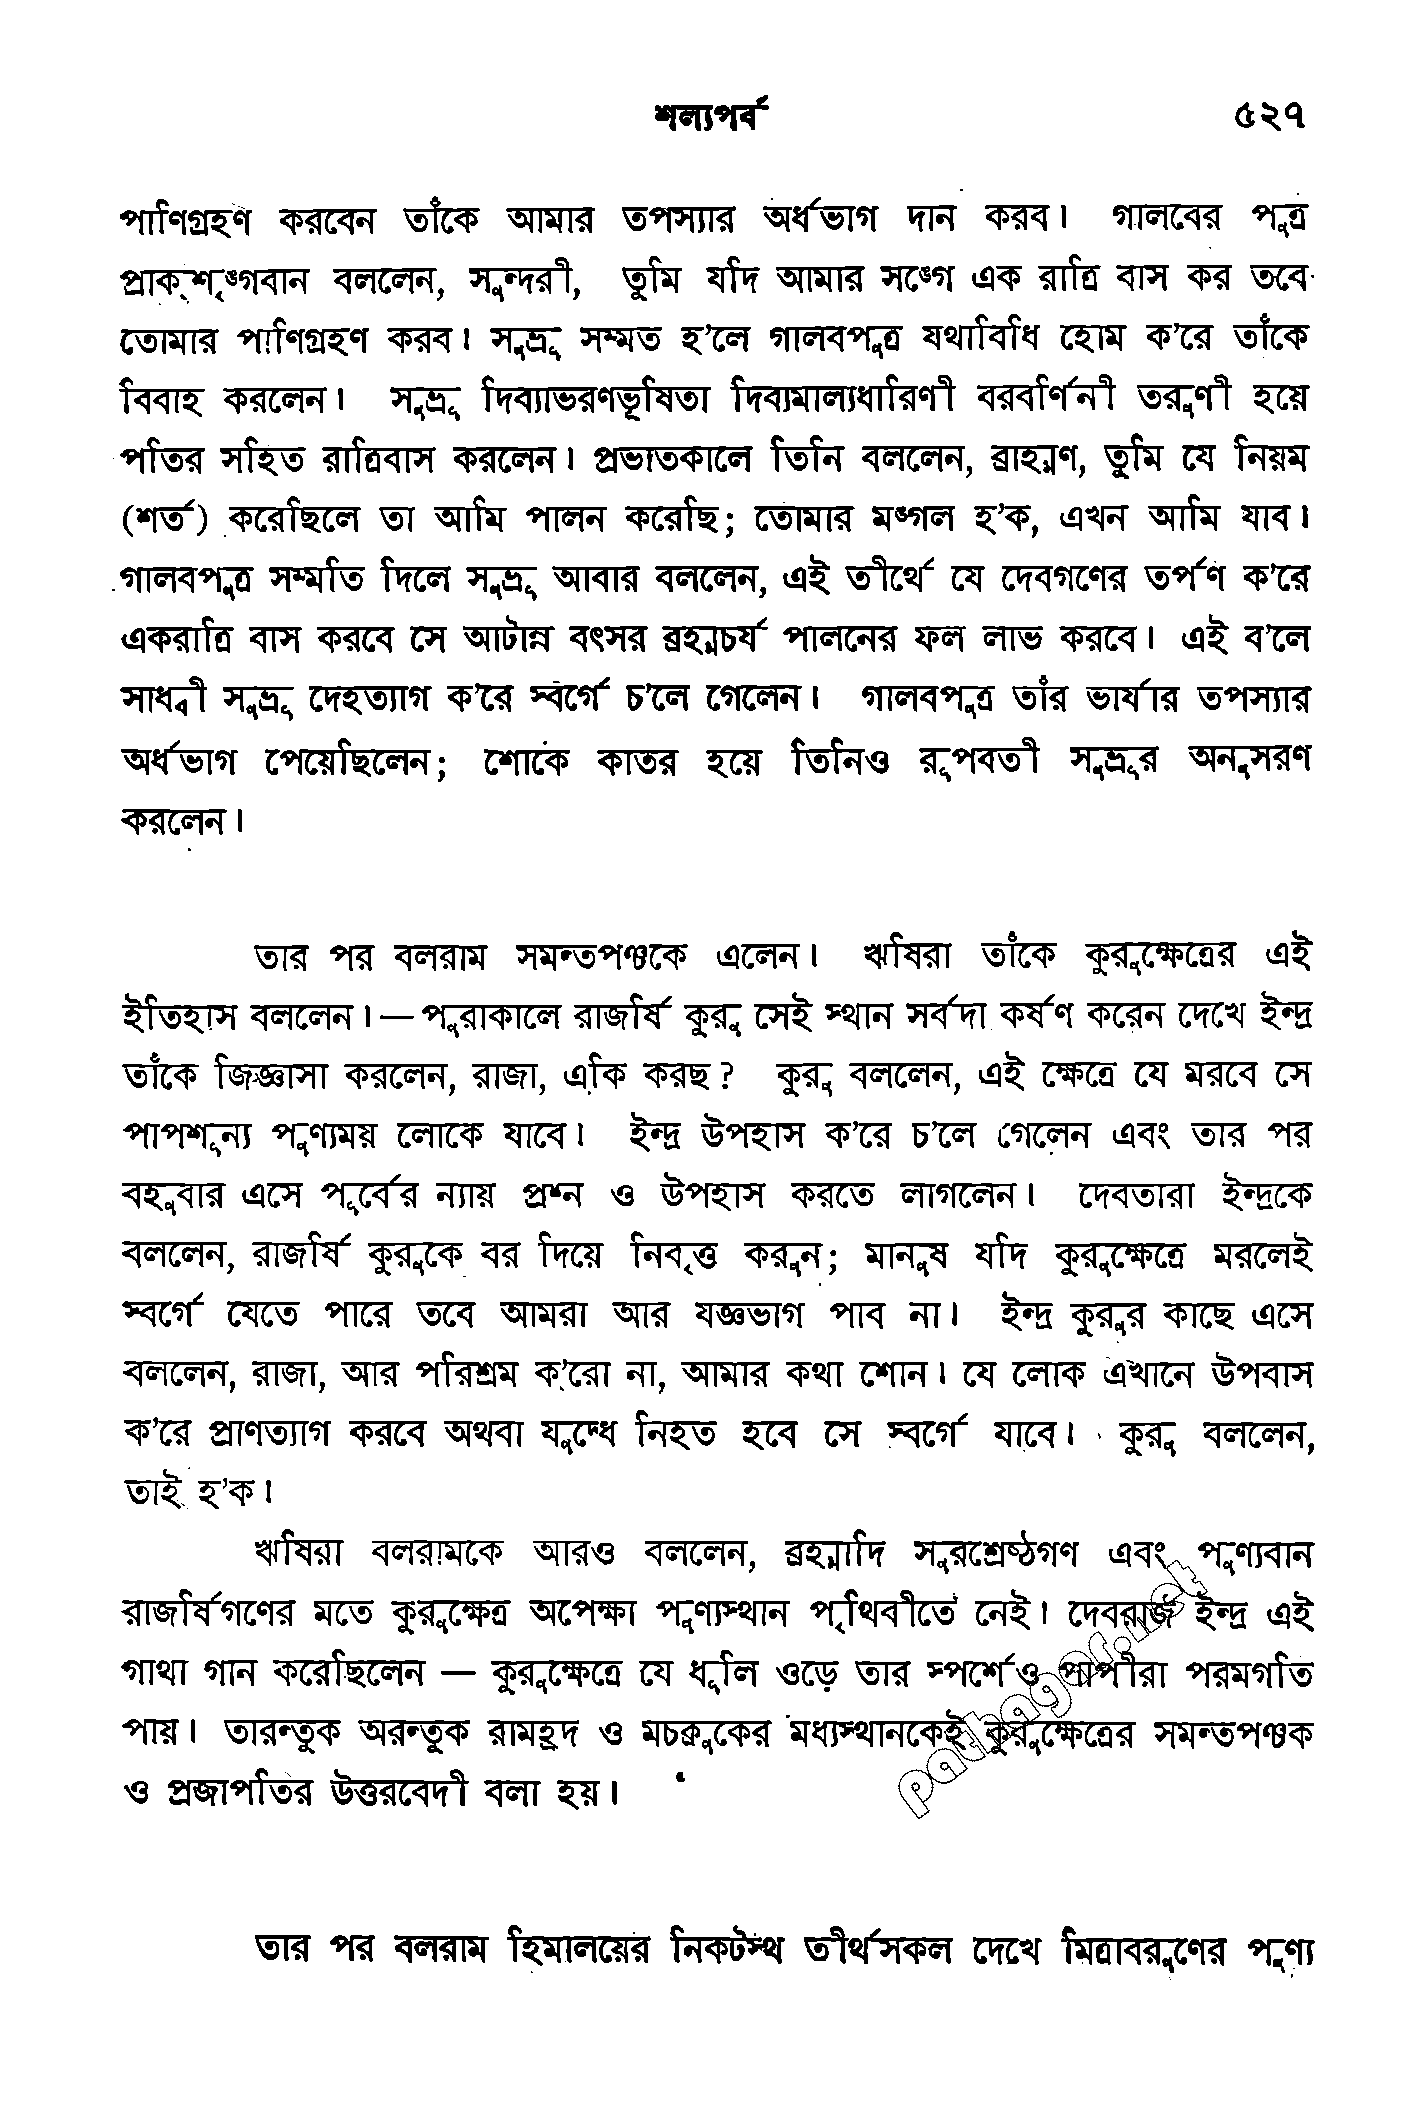 শল্যপর্ব ৫২৭
পাণিগ্রহণ করবেন তাঁকে আমার তপস্যার অর্ধভাগ দান করব। গালবের পুত্র
প্রাক্‌শৃঙ্গবান বললেন, সুন্দরী, তুমি যদি আমার সঙ্গে এক রাত্রি বাস কর তবে
তোমার পাণিগ্রহণ করব। সুভ্রূ সম্মত হ’লে গালবপুত্র যথাবিধি হোম ক’রে তাঁকে
বিবাহ করলেন। সুভ্রূ দিব্যাভরণভূষিতা দিব্যমাল্যধারিণী বরবর্ণিনী তরুণী হয়ে
পতির সহিত রাত্রিবাস করলেন। প্রভাতকালে তিনি বললেন, ব্রাহ্মণ, তুমি যে নিয়ম
(শর্ত) করেছিলে তা আমি পালন করেছি; তোমার মঙ্গল হ’ক, এখন আমি যাব।
গালবপুত্র সম্মতি দিলে সুভ্রূ আবার বললেন, এই তীর্থে যে দেবগণের তর্পণ ক’রে
একরাত্রি বাস করবে সে আটান্ন বৎসর ব্রহ্মচর্য পালনের ফল লাভ করবে। এই ব’লে
সাধ্বী সুভ্রূ দেহত্যাগ ক’রে স্বর্গে চ’লে গেলেন। গালবপুত্র তাঁর ভার্যার তপস্যার
অর্ধভাগ পেয়েছিলেন; শোকে কাতর হয়ে তিনিও রূপবতী সুভ্রূর অনুসরণ
করলেন।
তার পর বলরাম সমন্তপঞ্চকে এলেন। ঋষিরা তাঁকে কুরুক্ষেত্রের এই
ইতিহাস বললেন।—পুরাকালে রাজর্ষি কুরু সেই স্থান সর্বদা কর্ষণ করেন দেখে ইন্দ্র
তাঁকে জিজ্ঞাসা করলেন, রাজা, একি করছ? কুরু বললেন, এই ক্ষেত্রে যে মরবে সে
পাপশূন্য পুণ্যময় লোকে যাবে। ইন্দ্র উপহাস ক’রে চ’লে গেলেন এবং তার পর
বহুবার এসে পূর্বের ন্যায় প্রশ্ন ও উপহাস করতে লাগলেন। দেবতারা ইন্দ্রকে
বললেন, রাজর্ষি কুরুকে বর দিয়ে নিবৃত্ত করুন; মানুষ যদি কুরুক্ষেত্রে মরলেই
স্বর্গে যেতে পারে তবে আমরা আর যজ্ঞভাগ পাব না। ইন্দ্র কুরুর কাছে এসে
বললেন, রাজা, আর পরিশ্রম ক’রো না, আমার কথা শোন। যে লোক এখানে উপবাস
ক’রে প্রাণত্যাগ করবে অথবা যুদ্ধে নিহত হবে সে স্বর্গে যাবে। কুরু বললেন,
তাই হ’ক।
ঋষিরা বলরামকে আরও বললেন, ব্রহ্মাদি সুরশ্রেষ্ঠগণ এবং পুণ্যবান
রাজর্ষিগণের মতে কুরুক্ষেত্র অপেক্ষা পুণ্যস্থান পৃথিবীতে নেই। দেবরাজ ইন্দ্র এই
গাথা গান করেছিলেন — কুরুক্ষেত্রে যে ধূলি ওড়ে তার স্পর্শেও পাপীরা পরমগতি
পায়। তারন্তুক অরন্তুক রামহ্রদ ও মচক্রুকের মধ্যস্থানকেই কুরুক্ষেত্রের সমন্তপঞ্চক
ও প্রজাপতির উত্তরবেদী বলা হয়।
তার পর বলরাম হিমালয়ের নিকটস্থ তীর্থসকল দেখে মিত্রাবরুণের পুণ্য
pathagar.net